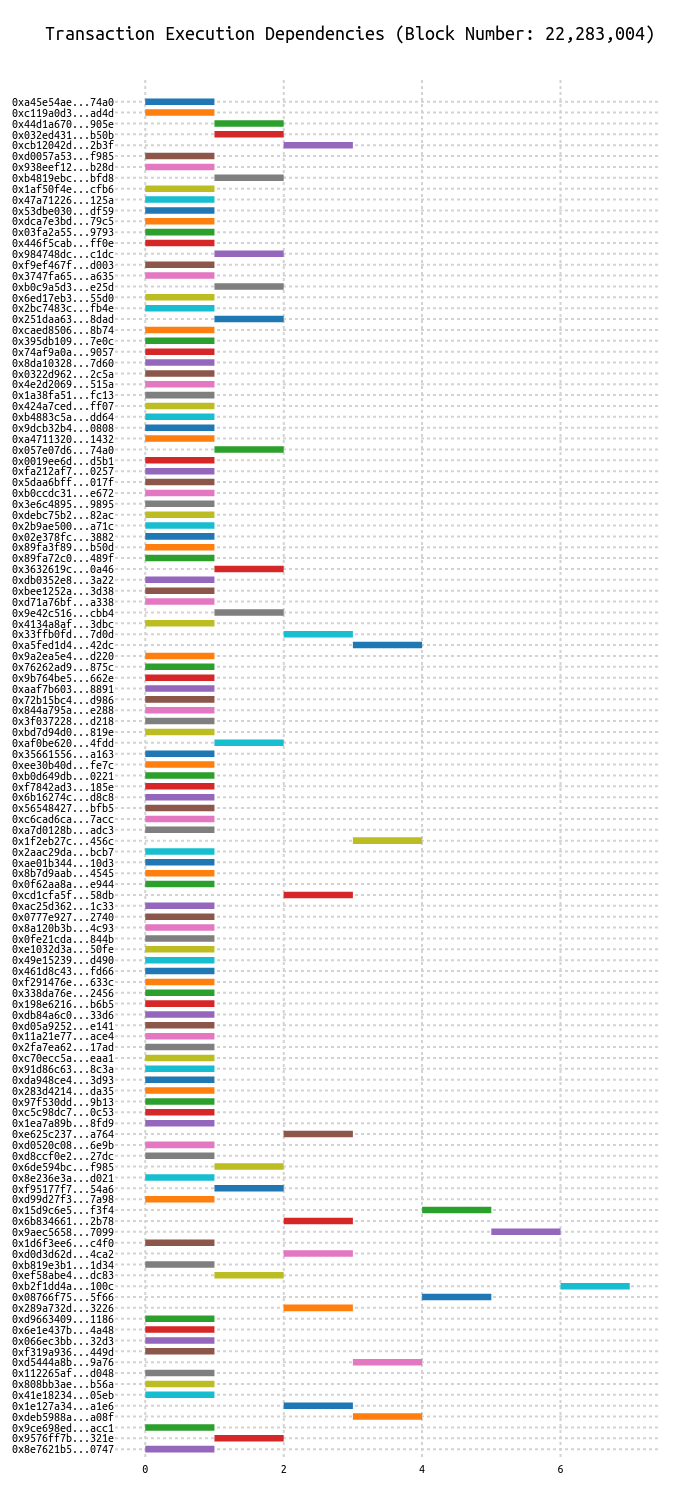 Transaction Execution Dependencies (Block Number: 22,283,004)
0xa45e54ae...74a0
0xc119a0d3...ad4d
0x44d1a670...905e
0x032ed431...b50b
0xcb12042d...2b3f
0xd0057a53...f985
0x938eef12...b28d
0xb4819ebc...bfd8
0x1af50f4e...cfb6
0x47a71226...125a
0x53dbe030...df59
0xdca7e3bd...79c5
0x03fa2a55...9793
0x446f5cab...ff0e
0x984748dc...c1dc
0xf9ef467f...d003
0x3747fa65...a635
0xb0c9a5d3...e25d
0x6ed17eb3...55d0
0x2bc7483c...fb4e
0x251daa63...8dad
0xcaed8506...8b74
0x395db109...7e0c
0x74af9a0a...9057
0x8da10328...7d60
0x0322d962...2c5a
0x4e2d2069...515a
0x1a38fa51...fc13
0x424a7ced...ff07
0xb4883c5a...dd64
0x9dcb32b4...0808
0xa4711320...1432
0x057e07d6...74a0
0x0019ee6d...d5b1
0xfa212af7...0257
0x5daa6bff...017f
0xb0ccdc31...e672
0x3e6c4895...9895
0xdebc75b2...82ac
0x2b9ae500...a71c
0x02e378fc...3882
0x89fa3f89...b50d
0x89fa72c0...489f
0x3632619c...0a46
0xdb0352e8...3a22
0xbee1252a...3d38
0xd71a76bf...a338
0x9e42c516...cbb4
0x4134a8af...3dbc
0x33ffb0fd...7d0d
0xa5fed1d4...42dc
0x9a2ea5e4...d220
0x76262ad9...875c
0x9b764be5...662e
0xaaf7b603...8891
0x72b15bc4...d986
0x844a795a...e288
0x3f037228...d218
0xbd7d94d0...819e
0xaf0be620...4fdd
0x35661556...a163
0xee30b40d...fe7c
0xb0d649db...0221
0xf7842ad3...185e
0x6b16274c...d8c8
0x56548427...bfb5
0xc6cad6ca...7acc
0xa7d0128b...adc3
0x1f2eb27c...456c
0x2aac29da...bcb7
0xae01b344...10d3
0x8b7d9aab...4545
0x0f62aa8a...e944
0xcd1cfa5f...58db
0xac25d362...1c33
0x0777e927...2740
0x8a120b3b...4c93
0x0fe21cda...844b
0xe1032d3a...50fe
0x49e15239...d490
0x461d8c43...fd66
0xf291476e...633c
0x338da76e...2456
0x198e6216...b6b5
0xdb84a6c0...33d6
0xd05a9252...e141
0x11a21e77...ace4
0x2fa7ea62...17ad
0xc70ecc5a...eaa1
0x91d86c63...8c3a
0xda948ce4...3d93
0x283d4214...da35
0x97f530dd...9b13
0xc5c98dc7...0c53
0x1ea7a89b...8fd9
0xe625c237...a764
0xd0520c08...6e9b
0xd8ccf0e2...27dc
0x6de594bc...f985
0x8e236e3a...d021
0xf95177f7...54a6
0xd99d27f3...7a98
0x15d9c6e5...f3f4
0x6b834661...2b78
0x9aec5658...7099
0x1d6f3ee6...c4f0
0xd0d3d62d...4ca2
0xb819e3b1...1d34
0xef58abe4...dc83
0xb2f1dd4a...100c
0x08766f75...5f66
0x289a732d...3226
0xd9663409...1186
0x6e1e437b...4a48
0x066ec3bb...32d3
0xf319a936...449d
0xd5444a8b...9a76
0x112265af...d048
0x808bb3ae...b56a
0x41e18234...05eb
0x1e127a34...a1e6
0xdeb5988a...a08f
0x9ce698ed...acc1
0x9576ff7b...321e
0x8e7621b5...0747
0 2 4 6